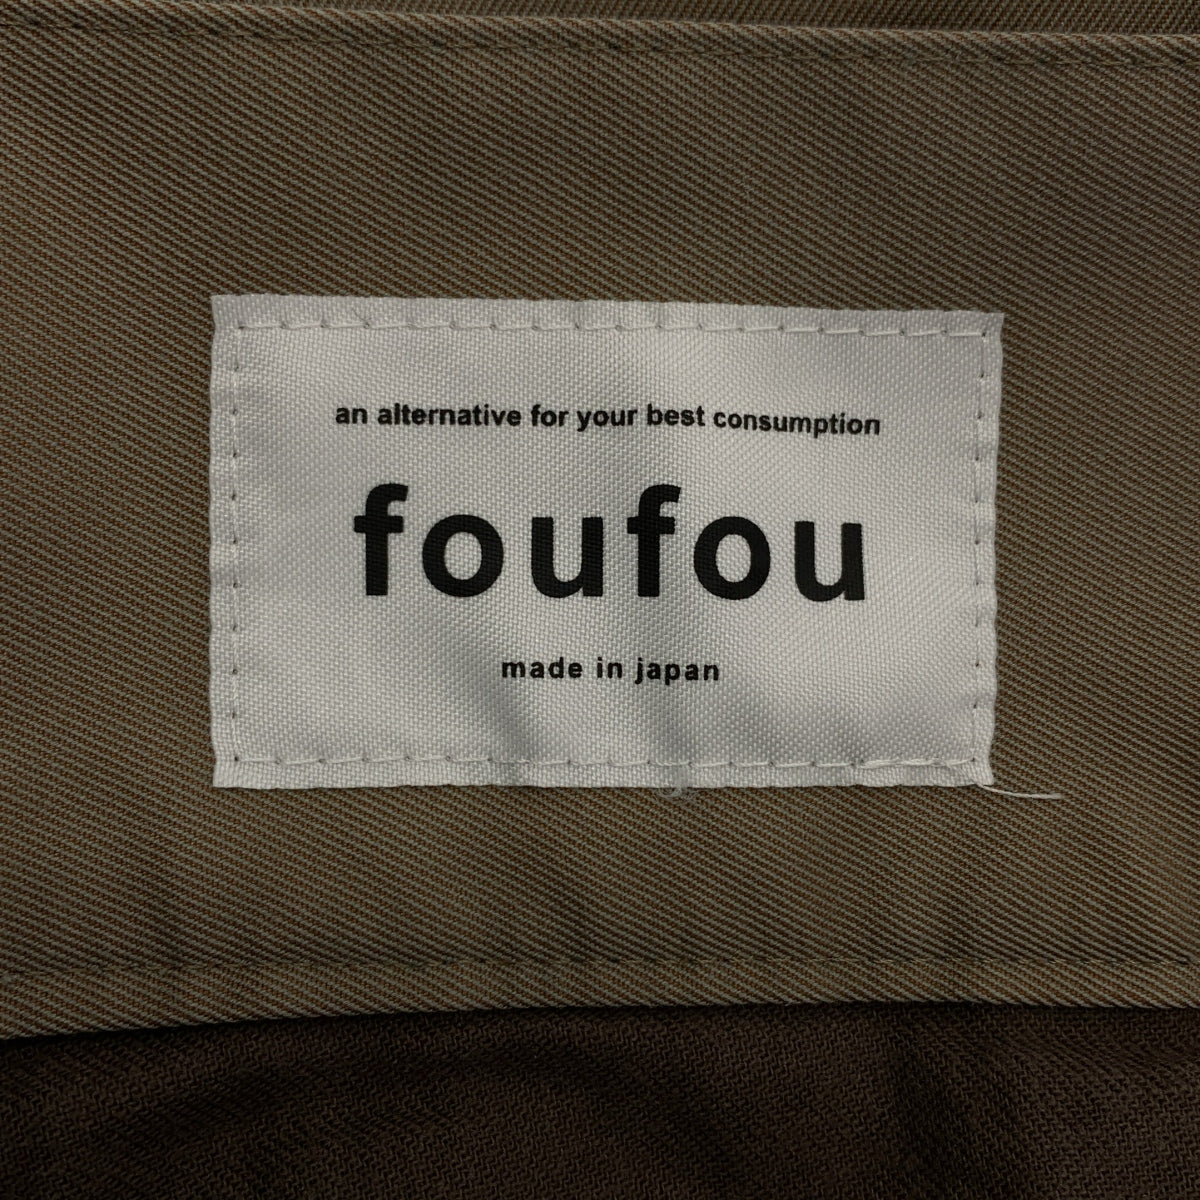 an alternative for your best consumption
foufou
made in japan